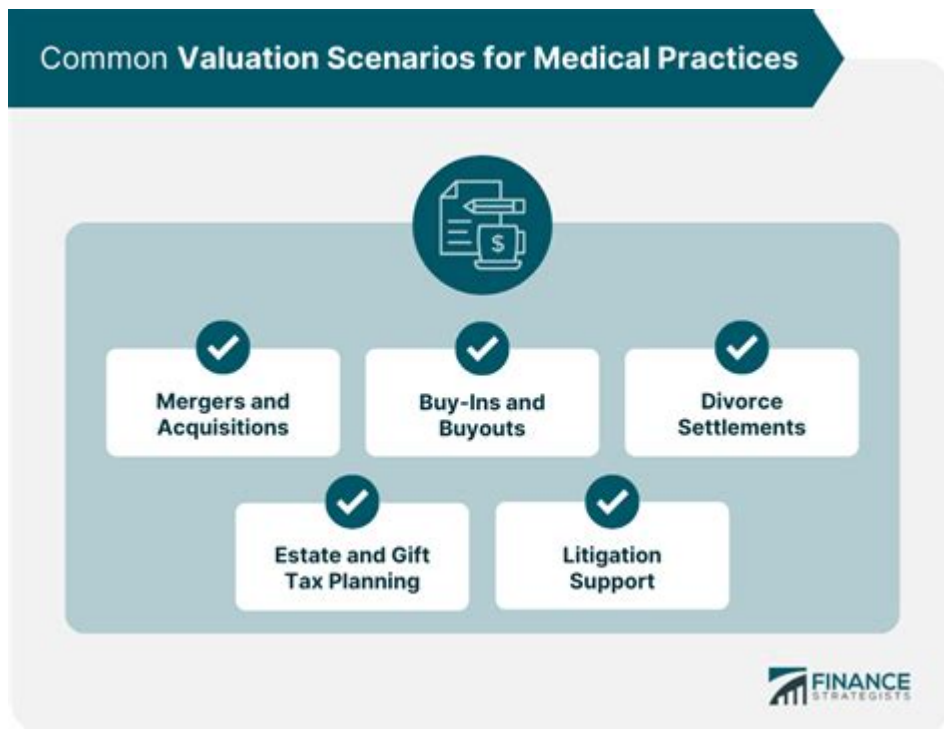 Common Valuation Scenarios for Medical Practices
$
Mergers and
Acquisitions
Buy-Ins and
Buyouts
Divorce
Settlements
Estate and Gift
Tax Planning
Litigation
Support
FINANCE
STRATEGISTS